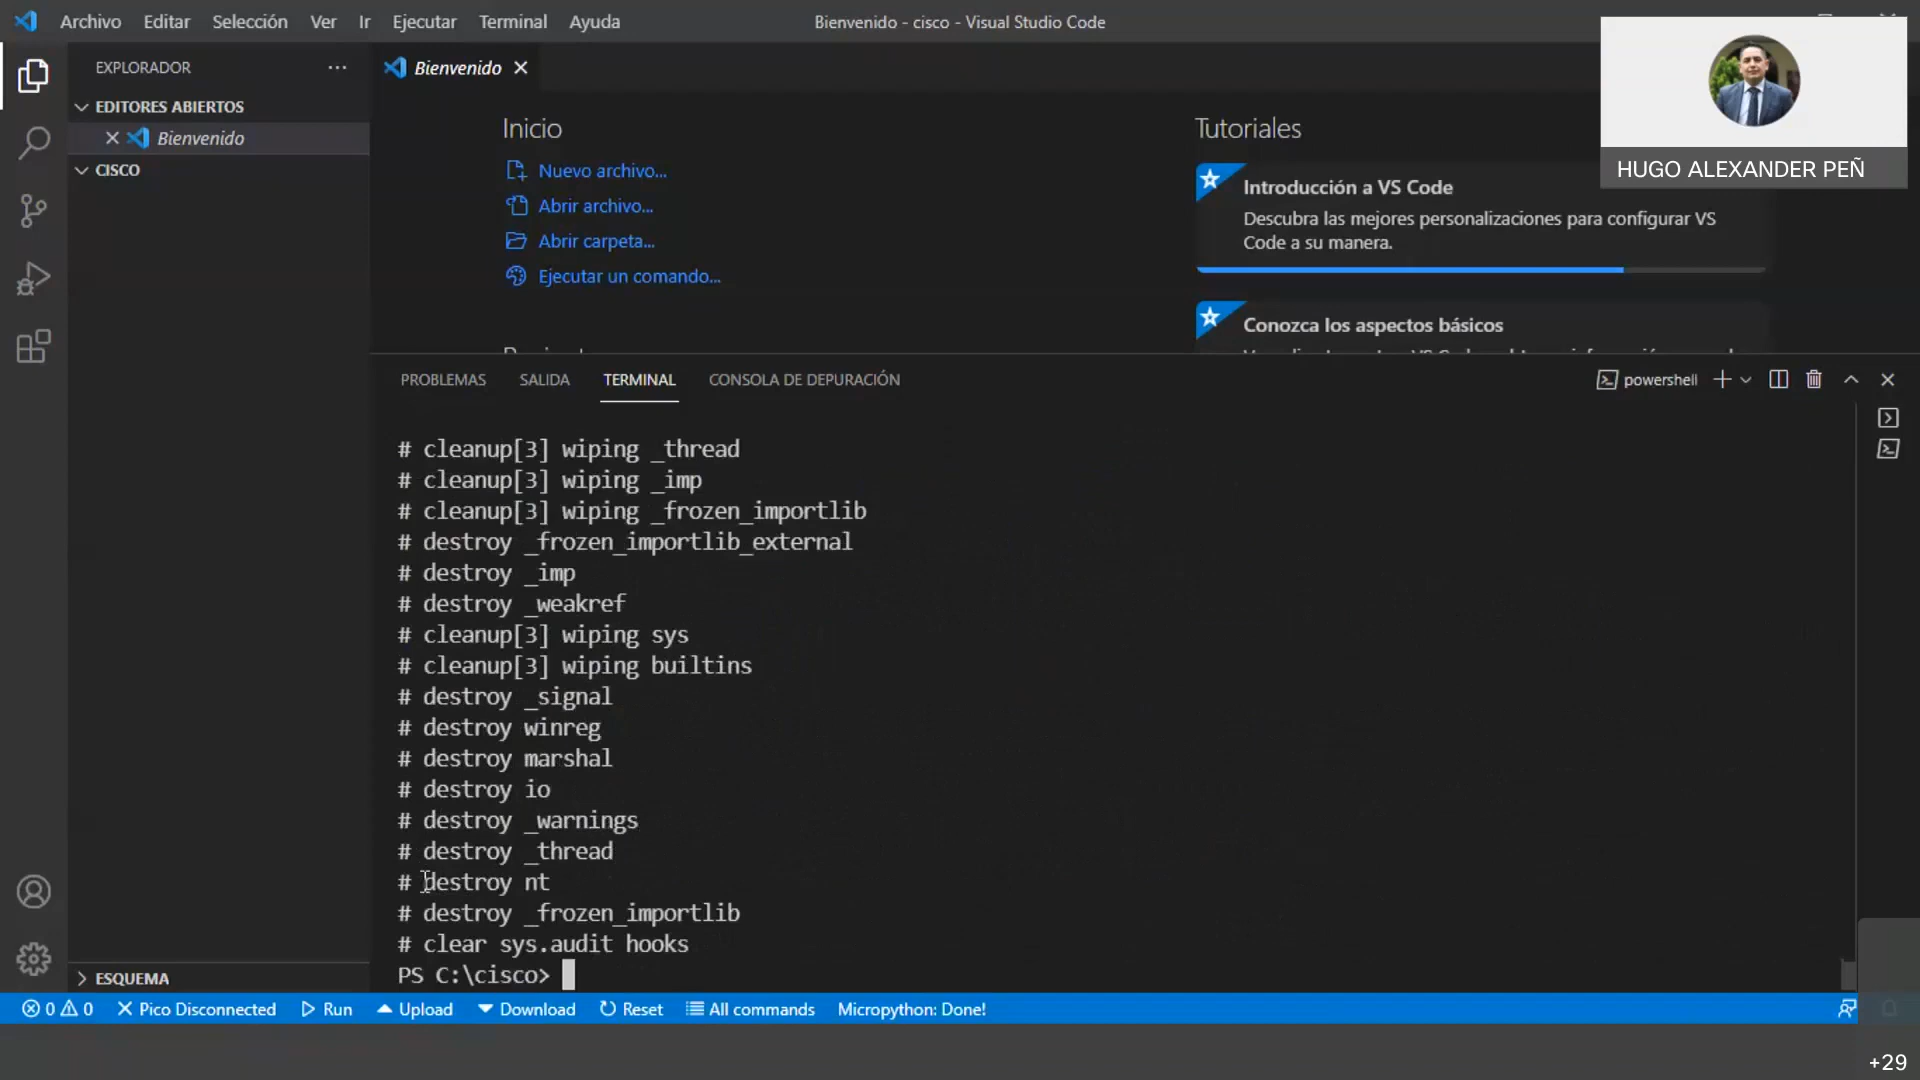 Archivo Editar Selección Ver Ir Ejecutar Terminal Ayuda
Bienvenido - cisco - Visual Studio Code
EXPLORADOR
EDITORES ABIERTOS
Bienvenido
CISCO
ESQUEMA
Bienvenido
Inicio
Nuevo archivo...
Abrir archivo...
Abrir carpeta...
Ejecutar un comando...
Tutoriales
Introducción a VS Code
Descubra las mejores personalizaciones para configurar VS
Code a su manera.
Conozca los aspectos básicos
HUGO ALEXANDER PEÑ
PROBLEMAS SALIDA TERMINAL CONSOLA DE DEPURACIÓN
powershell
# cleanup[3] wiping _thread
# cleanup[3] wiping _imp
# cleanup[3] wiping _frozen_importlib
# destroy _frozen_importlib_external
# destroy _imp
# destroy _weakref
# cleanup[3] wiping sys
# cleanup[3] wiping builtins
# destroy _signal
# destroy winreg
# destroy marshal
# destroy io
# destroy _warnings
# destroy _thread
# destroy nt
# destroy _frozen_importlib
# clear sys.audit hooks
PS C:\cisco>
0 0 Pico Disconnected Run Upload Download Reset All commands Micropython: Done!
+29